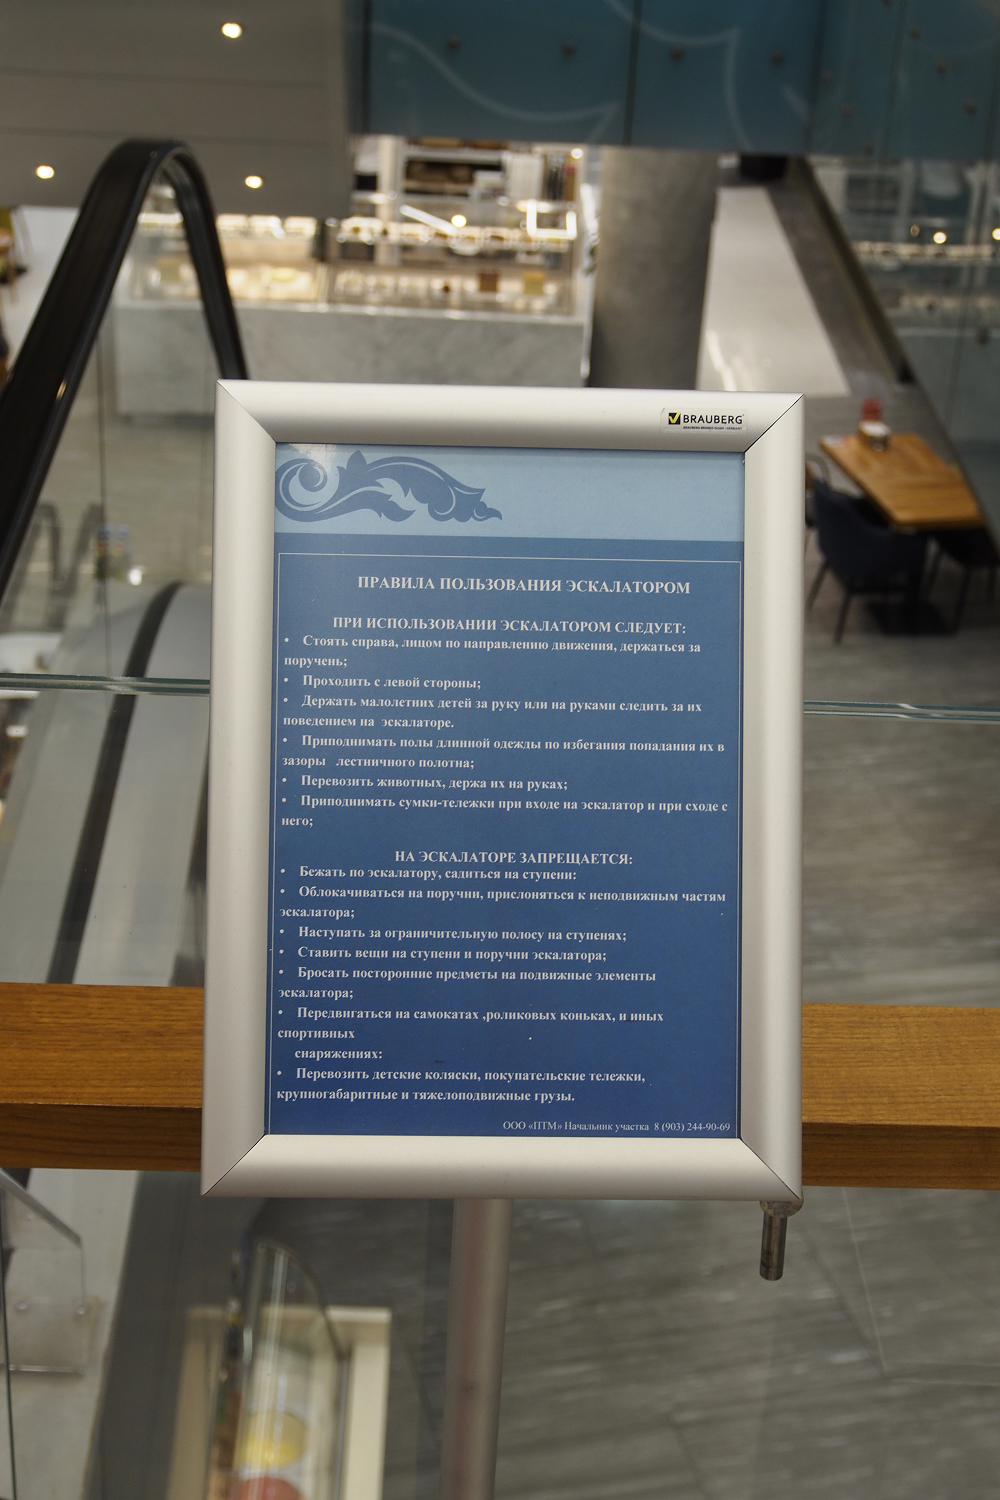 BRAUBERG
ПРАВИЛА ПОЛЬЗОВАНИЯ ЭСКАЛАТОРОМ
ПРИ ИСПОЛЬЗОВАНИИ ЭСКАЛАТОРОМ СЛЕДУЕТ:
• Стоять справа, лицом по направлению движения, держаться за
поручень;
• Проходить с левой стороны;
• Держать малолетних детей за руку или на руками следить за их
поведением на эскалаторе.
• Приподнимать полы длинной одежды по избегания попадания их в
зазоры лестничного полотна;
• Перевозить животных, держа их на руках;
• Приподнимать сумки-тележки при входе на эскалатор и при сходе с
него;
НА ЭСКАЛАТОРЕ ЗАПРЕЩАЕТСЯ:
• Бежать по эскалатору, садиться на ступени:
• Облокачиваться на поручни, прислоняться к неподвижным частям
эскалатора;
• Наступать за ограничительную полосу на ступенях;
• Ставить вещи на ступени и поручни эскалатора;
• Бросать посторонние предметы на подвижные элементы
эскалатора;
• Передвигаться на самокатах ,роликовых коньках, и иных
спортивных
снаряжениях:
• Перевозить детские коляски, покупательские тележки,
крупногабаритные и тяжелоподвижные грузы.
ООО «ПТМ» Начальник участка 8 (903) 244-90-69